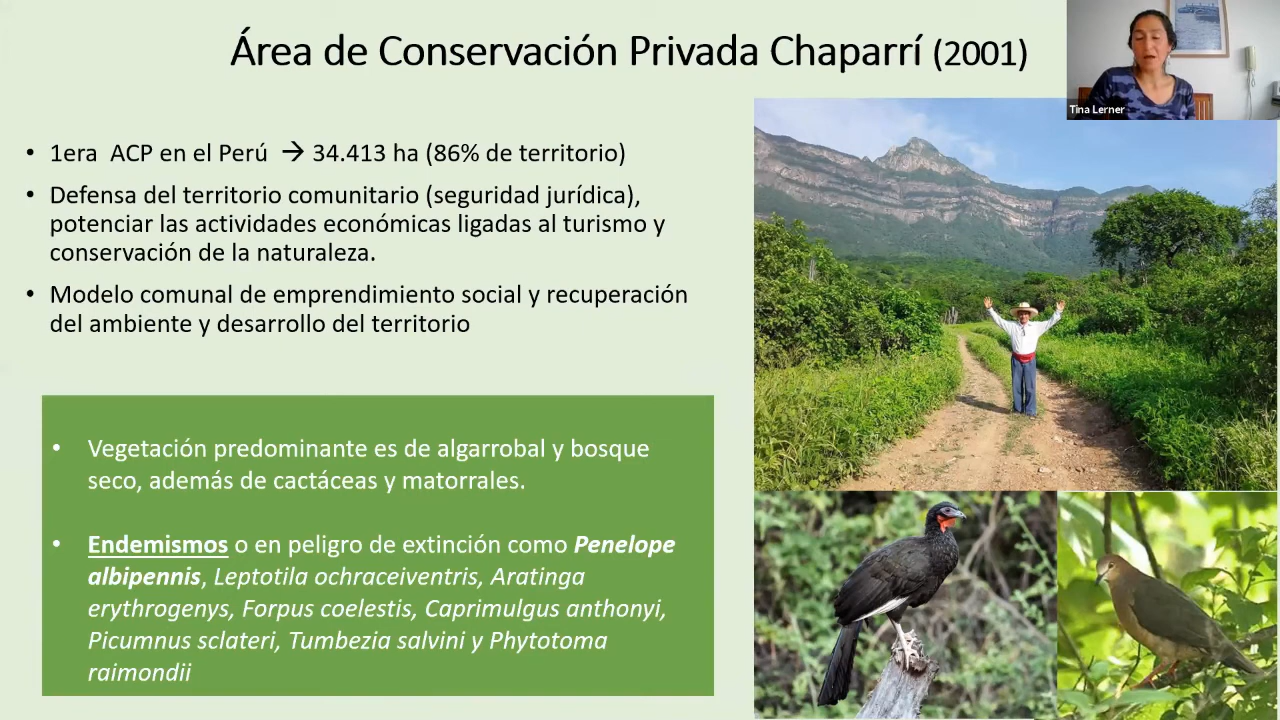 Área de Conservación Privada Chaparrí (2001)
Tina Lerner
• 1era ACP en el Perú → 34.413 ha (86% de territorio)
• Defensa del territorio comunitario (seguridad jurídica),
potenciar las actividades económicas ligadas al turismo y
conservación de la naturaleza.
• Modelo comunal de emprendimiento social y recuperación
del ambiente y desarrollo del territorio
• Vegetación predominante es de algarrobal y bosque
seco, además de cactáceas y matorrales.
• Endemismos o en peligro de extinción como Penelope
albipennis, Leptotila ochraceiventris, Aratinga
erythrogenys, Forpus coelestis, Caprimulgus anthonyi,
Picumnus sclateri, Tumbezia salvini y Phytotoma
raimondii